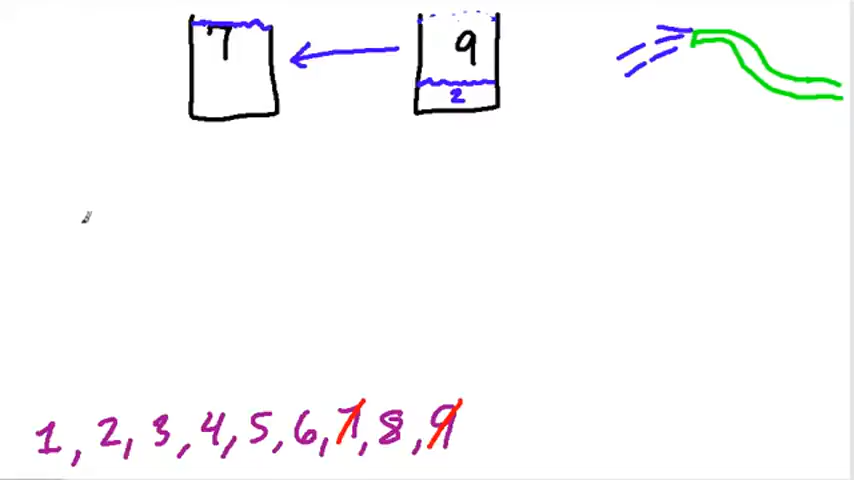 7 9
2
1, 2, 3, 4, 5, 6, 7, 8, 9